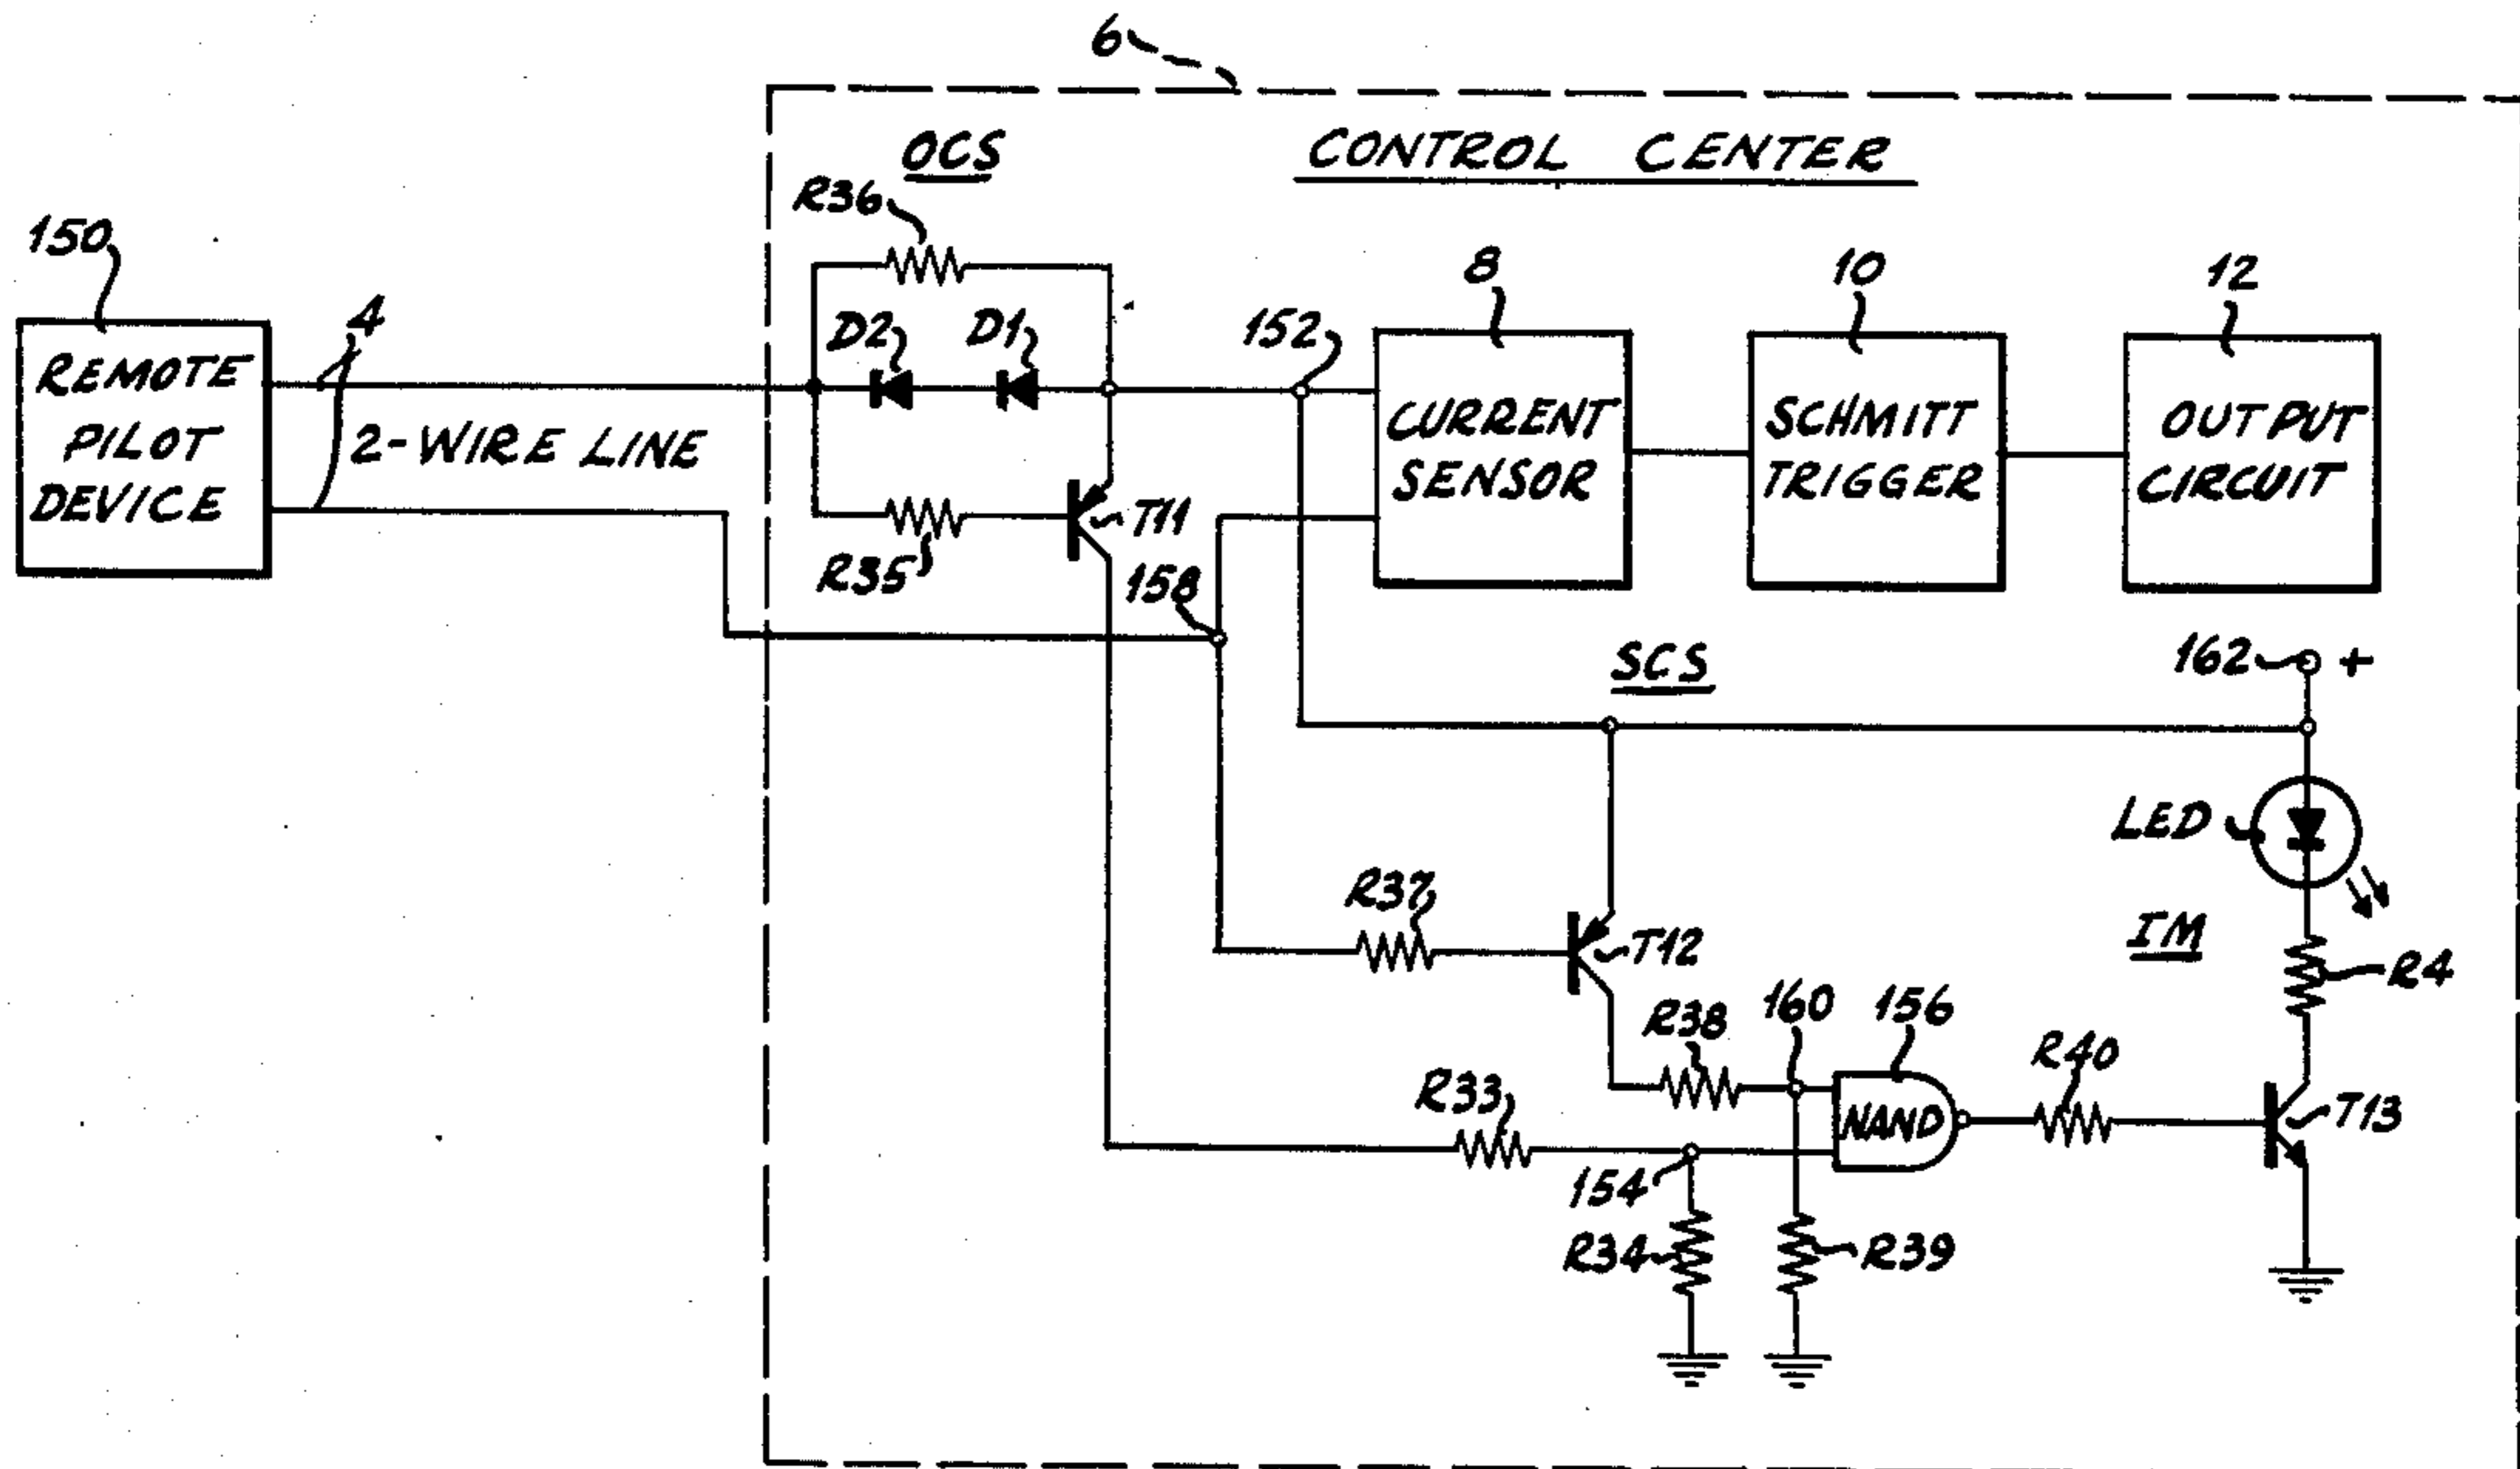 6
OCS
CONTROL CENTER
R36
150
4
D2
D1
152
8
10
12
REMOTE
PILOT
DEVICE
2-WIRE LINE
CURRENT
SENSOR
SCHMITT
TRIGGER
OUTPUT
CIRCUIT
R35
T11
158
SCS
162
+
LED
R37
T12
IM
R4
R38
160
156
R40
R33
NAND
T13
154
R34
R39